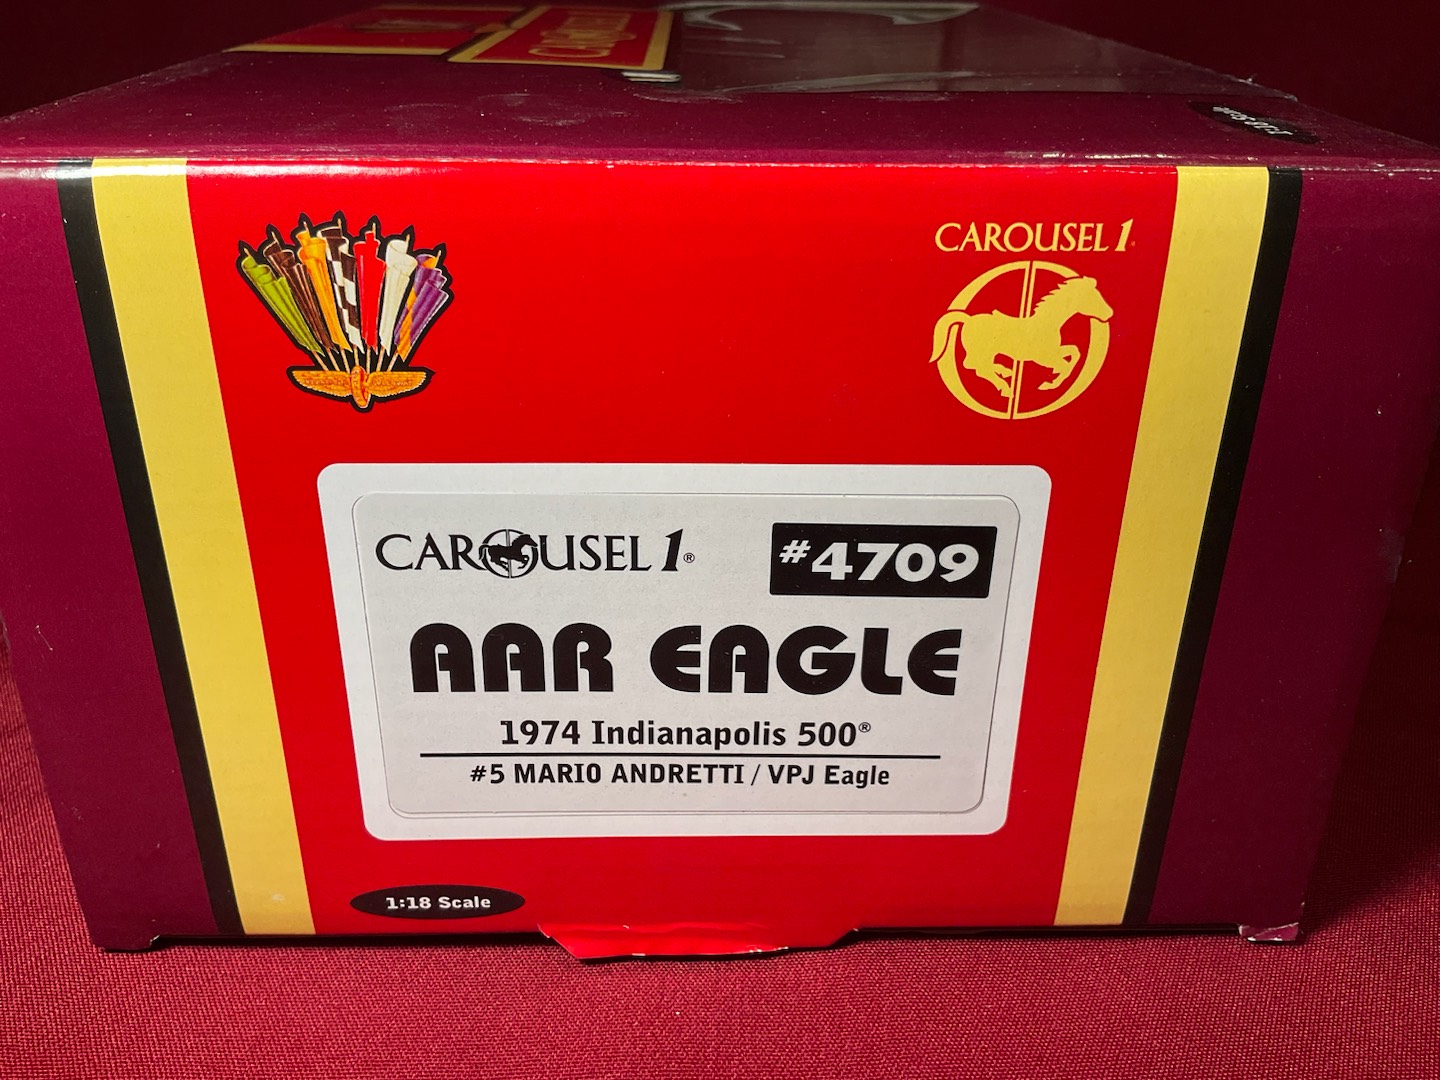 CAROUSEL 1
CAROUSEL 1®
#4709
AAR EAGLE
1974 Indianapolis 500®
#5 MARIO ANDRETTI / VPJ Eagle
1:18 Scale